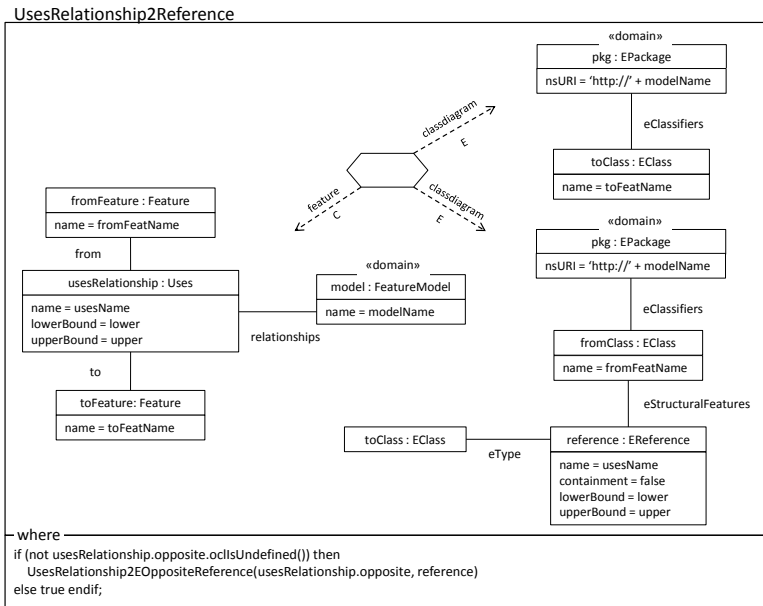 UsesRelationship2Reference
«domain»
pkg : EPackage
nsURI = ‘http://’ + modelName
eClassifiers
toClass : EClass
name = toFeatName
classdiagram
E
feature
C
classdiagram
E
fromFeature : Feature
name = fromFeatName
from
usesRelationship : Uses
name = usesName
lowerBound = lower
upperBound = upper
relationships
«domain»
model : FeatureModel
name = modelName
to
toFeature: Feature
name = toFeatName
«domain»
pkg : EPackage
nsURI = ‘http://’ + modelName
eClassifiers
fromClass : EClass
name = fromFeatName
eStructuralFeatures
toClass : EClass
eType
reference : EReference
name = usesName
containment = false
lowerBound = lower
upperBound = upper
where
if (not usesRelationship.opposite.oclIsUndefined()) then
UsesRelationship2EOppositeReference(usesRelationship.opposite, reference)
else true endif;